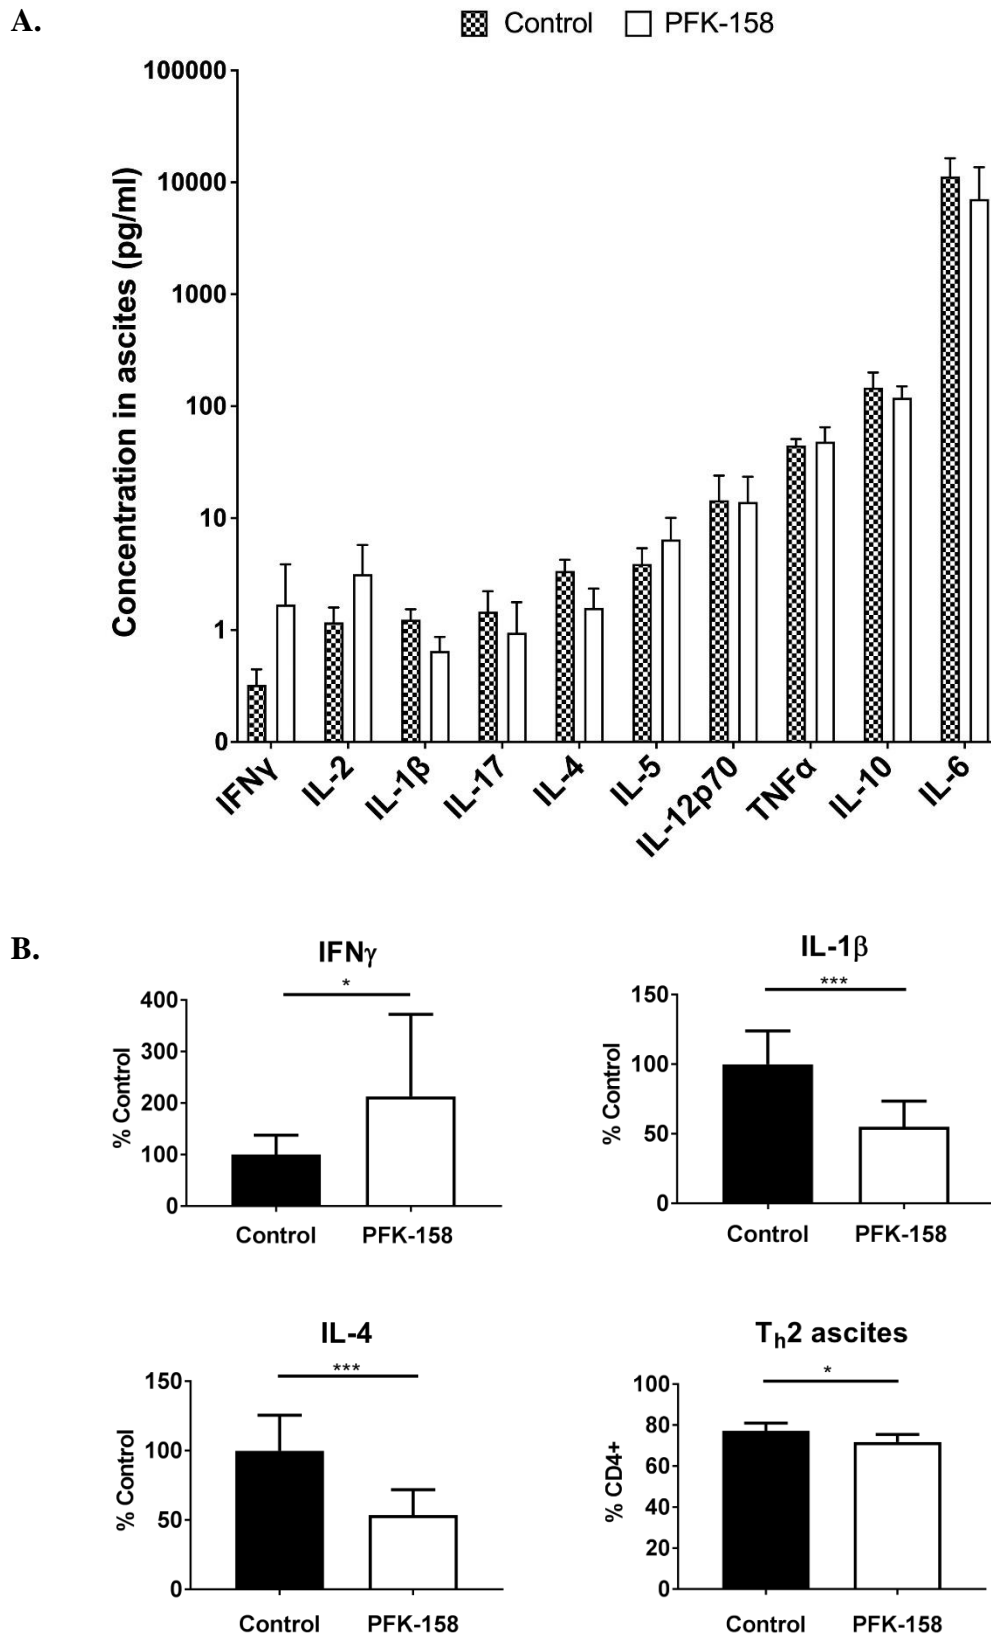 A.
Control PFK-158
Concentration in ascites (pg/ml)
100000
10000
1000
100
10
1
0
IFNγ IL-2 IL-1β IL-17 IL-4 IL-5 IL-12p70 TNFα IL-10 IL-6
B.
IFNγ
*
% Control
400
300
200
100
0
Control PFK-158
IL-1β
***
% Control
150
100
50
0
Control PFK-158
IL-4
***
% Control
150
100
50
0
Control PFK-158
Th2 ascites
*
% CD4+
100
80
60
40
20
0
Control PFK-158